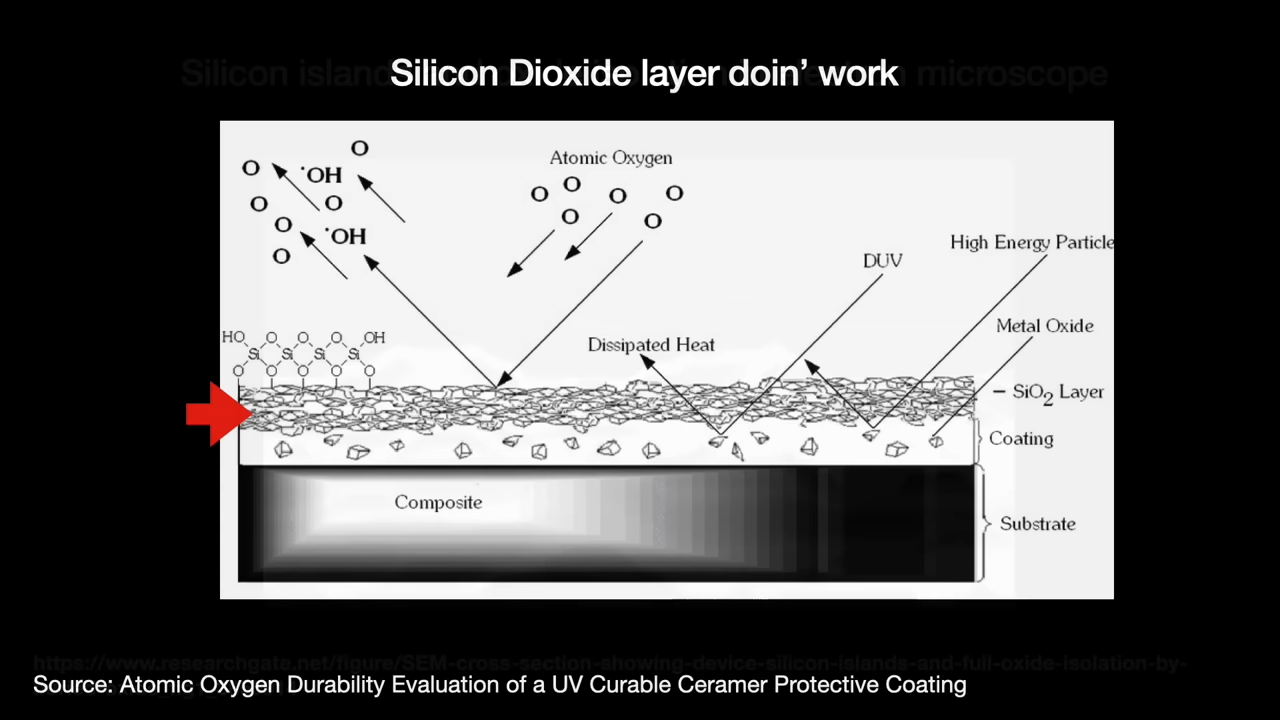 Silicon Dioxide layer doin’ work
Silicon island
microscope
O
O
·OH
O
O
O
·OH
O
Atomic Oxygen
O
O
O
O
O
O
High Energy Particle
DUV
Metal Oxide
HO
O
O
O
OH
Si
Si
Si
Si
O
O
O
O
O
Dissipated Heat
SiO2 Layer
Coating
Composite
Substrate
https://www.researchgate.net/figure/SEM-cross-section-showing-device-silicon-islands-and-full-oxide-isolation-by-
Source: Atomic Oxygen Durability Evaluation of a UV Curable Ceramer Protective Coating